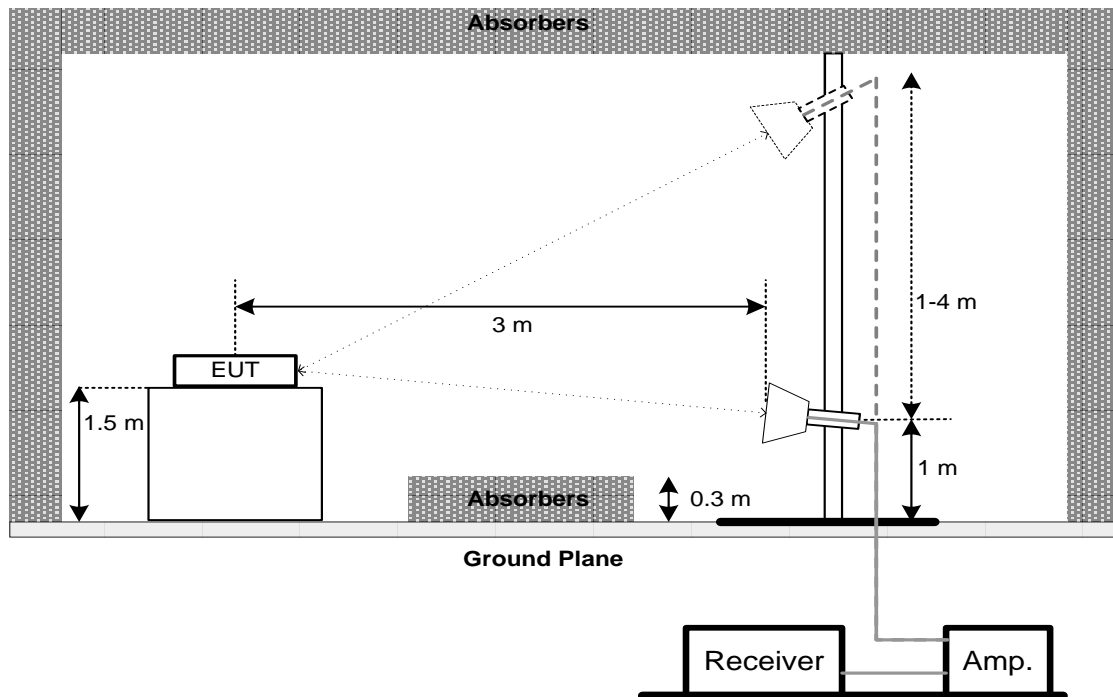 Absorbers
1-4 m
3 m
EUT
1.5 m
1 m
Absorbers
0.3 m
Ground Plane
Receiver
Amp.